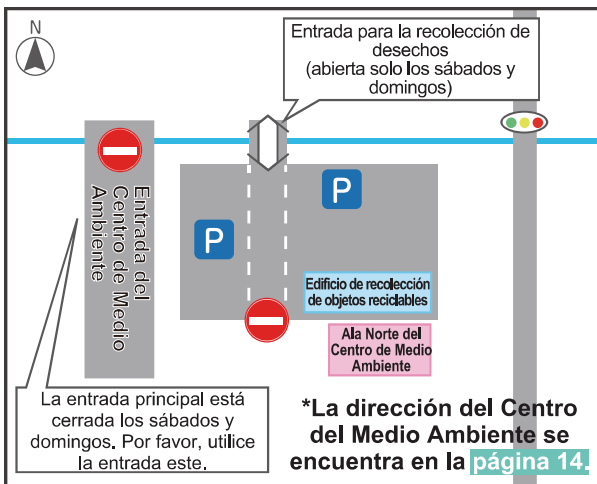 N
Entrada para la recolección de
desechos
(abierta solo los sábados y
domingos)
Entrada del
Centro de Medio
Ambiente
P
P
Edificio de recolección
de objetos reciclables
Ala Norte del
Centro de Medio
Ambiente
La entrada principal está
cerrada los sábados y
domingos. Por favor, utilice
la entrada este.
*La dirección del Centro
del Medio Ambiente se
encuentra en la página 14.